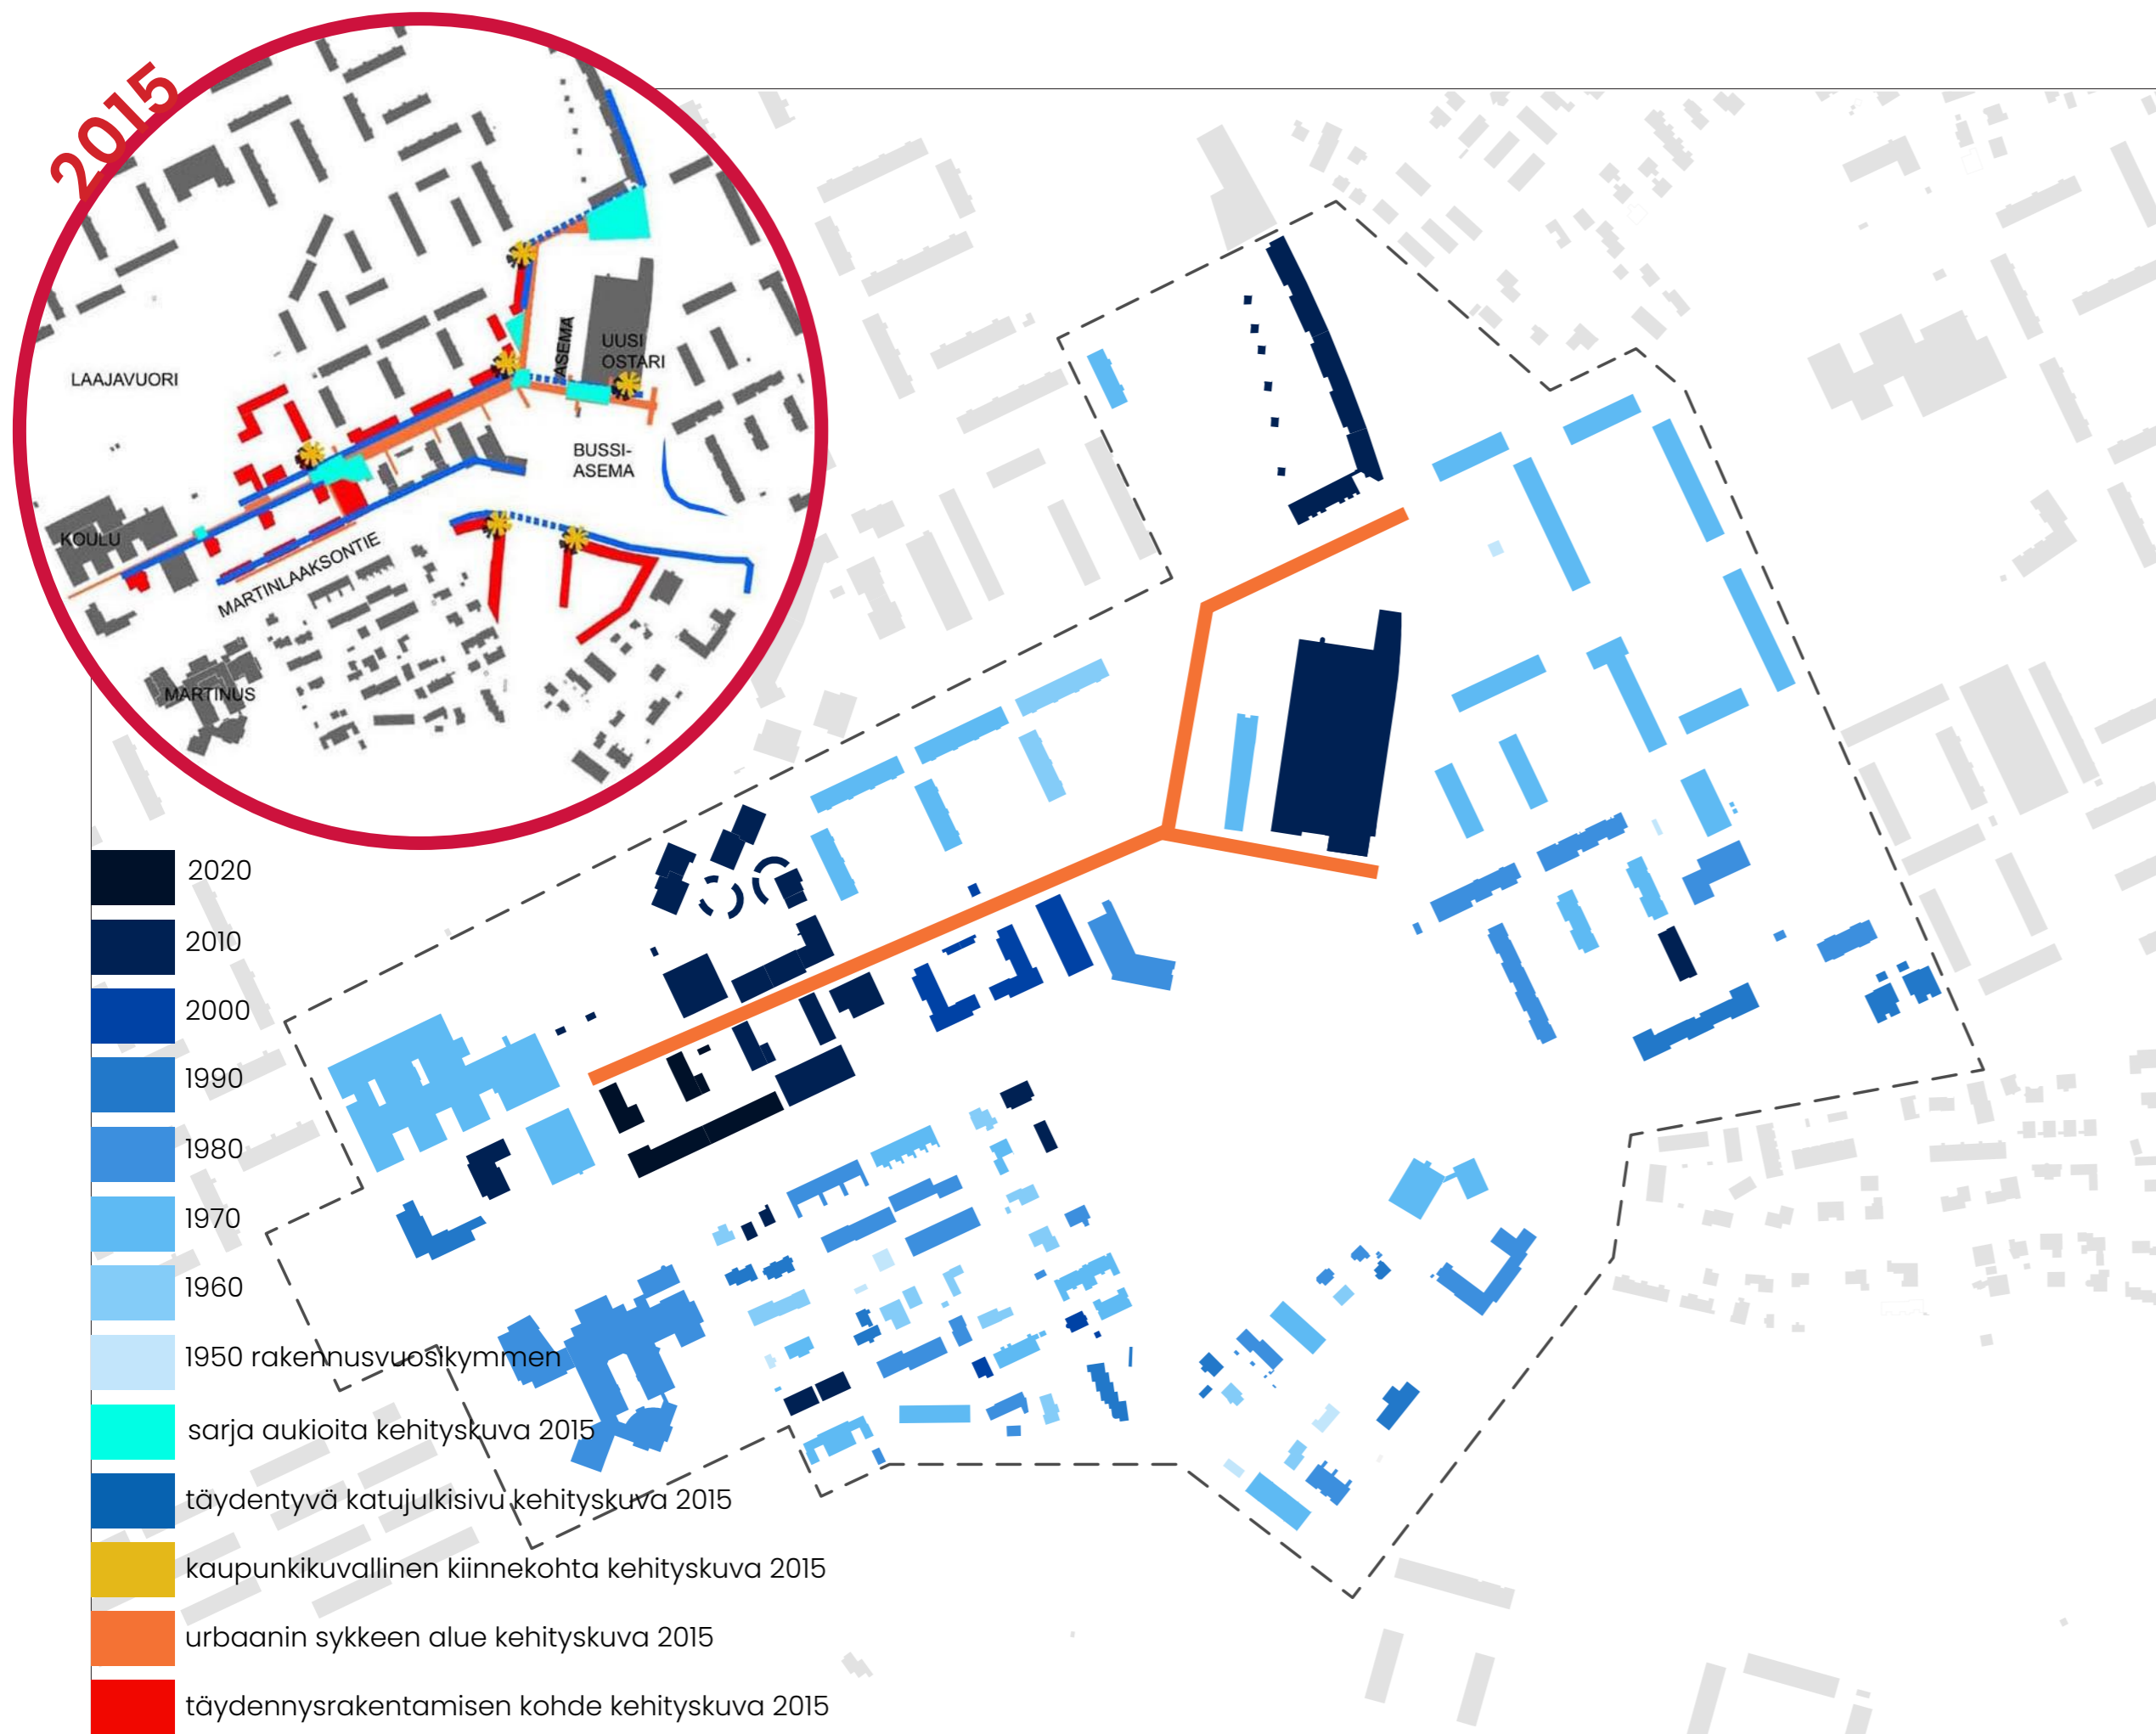 2015
ASEMA
UUSI
OSTARI
LAAJAVUORI
BUSSI-
ASEMA
KOULU
MARTINLAAKSONTIE
MARTINUS
2020
2010
2000
1990
1980
1970
1960
1950 rakennusvuosikymmen
sarja aukioita kehityskuva 2015
täydentyvä katujulkisivu kehityskuva 2015
kaupunkikuvallinen kiinnekohta kehityskuva 2015
urbaanin sykkeen alue kehityskuva 2015
täydennysrakentamisen kohde kehityskuva 2015